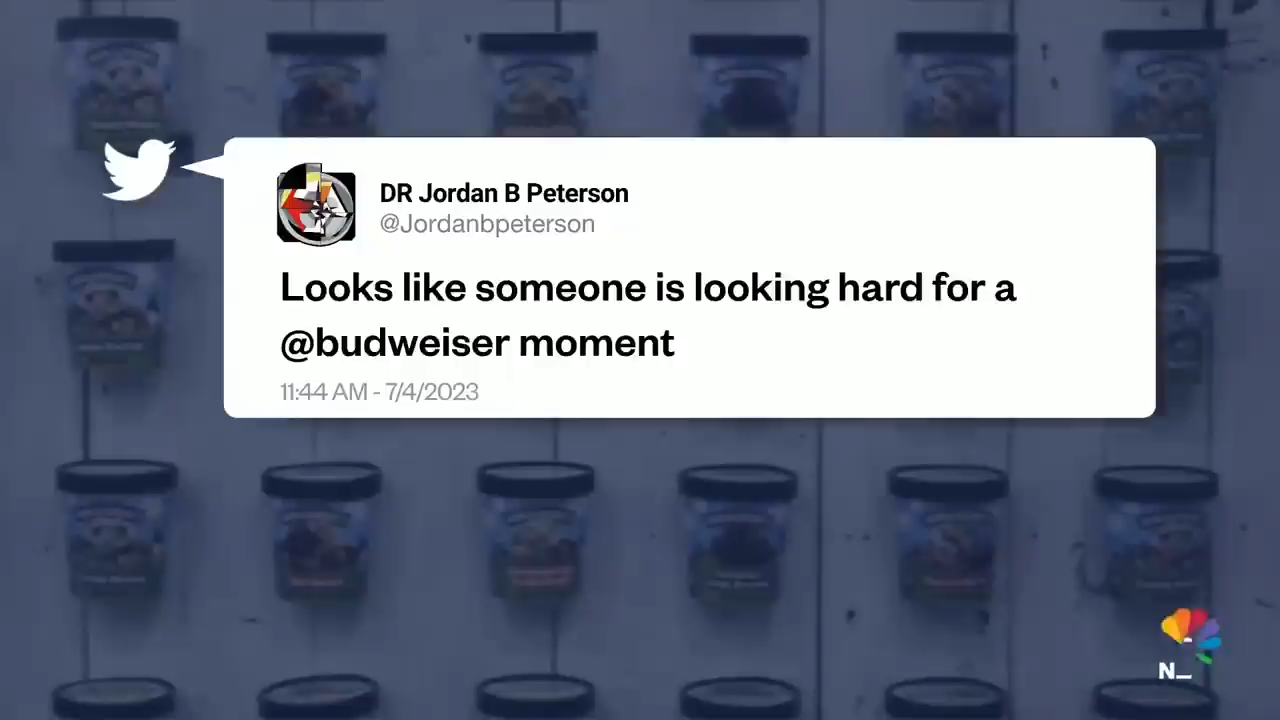 DR Jordan B Peterson
@Jordanbpeterson
Looks like someone is looking hard for a
@budweiser moment
11:44 AM - 7/4/2023
N_